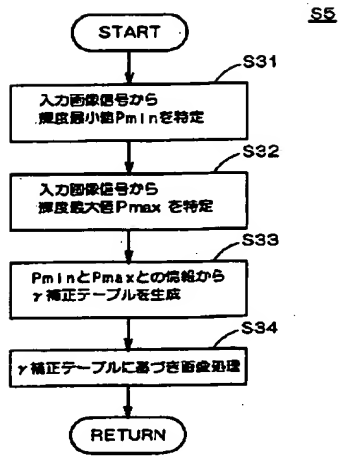 S5
START
S31
入力画像信号から
輝度最小値Pminを特定
S32
入力画像信号から
輝度最大値Pmax を特定
S33
PminとPmaxとの情報から
γ補正テーブルを生成
S34
γ補正テーブルに基づき画像処理
RETURN